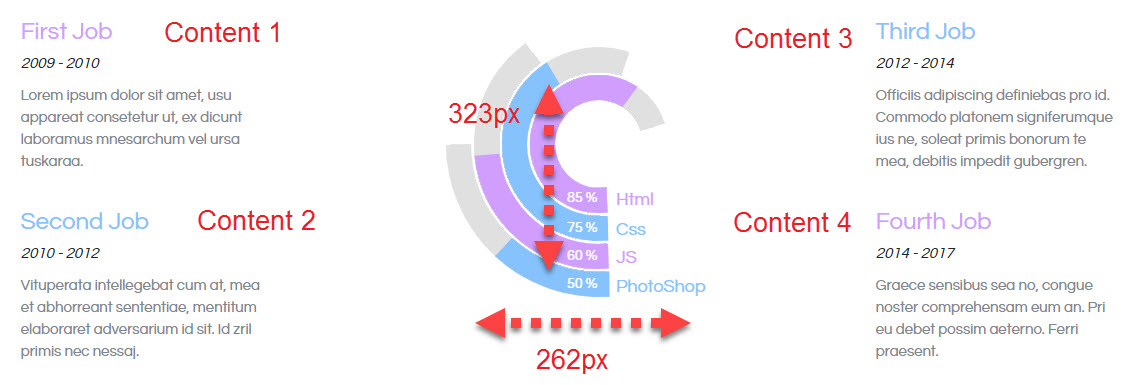 First Job
Content 1
2009 - 2010
Lorem ipsum dolor sit amet, usu
appareat consetetur ut, ex dicunt
laboramus mnesarchum vel ursa
tuskaraa.
Second Job
Content 2
2010 - 2012
Vituperata intellegebat cum at, mea
et abhorreant sententiae, mentitum
elaboraret adversarium id sit. Id zril
primis nec nessaj.
323px
85 % Html
75 % Css
60 % JS
50 % PhotoShop
262px
Content 3
Third Job
2012 - 2014
Officiis adipiscing definiebas pro id.
Commodo platonem signiferumque
ius ne, soleat primis bonorum te
mea, debitis impedit gubergren.
Content 4
Fourth Job
2014 - 2017
Graece sensibus sea no, congue
noster comprehensam eum an. Pri
eu debet possim aeterno. Ferri
praesent.